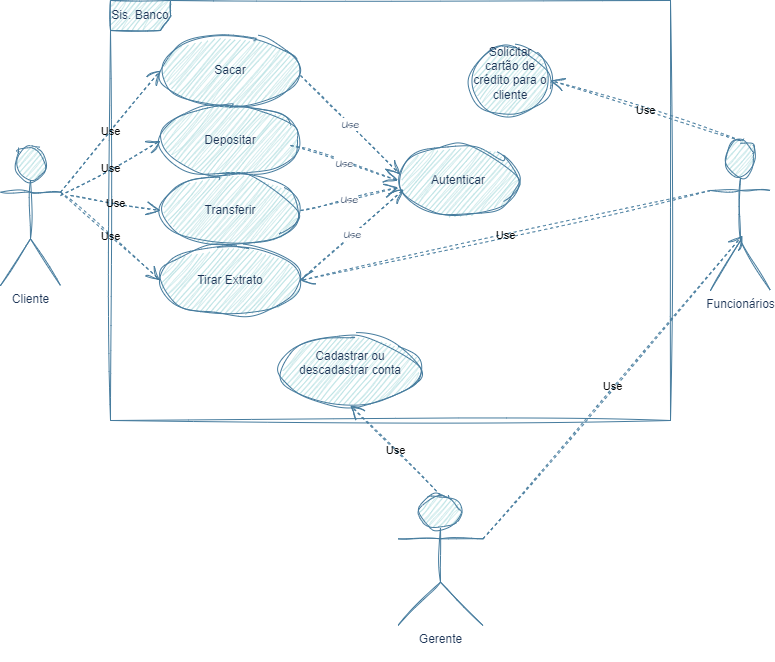 Sis. Banco
Sacar
Solicitar
cartão de
crédito para o
cliente
Use
Use
Use
Depositar
Use
Use
Autenticar
Use
Use
Transferir
Use
Use
Use
Use
Tirar Extrato
Cliente
Funcionários
Cadastrar ou
descadastrar conta
Use
Use
Gerente